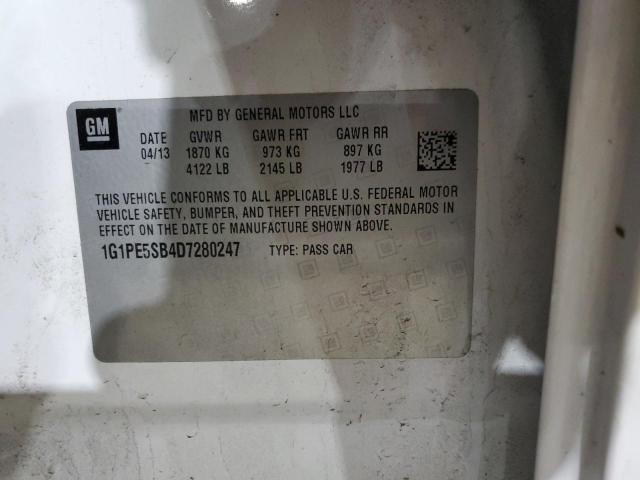 GM
MFD BY GENERAL MOTORS LLC
DATE GVWR GAWR FRT GAWR RR
04/13 1870 KG 973 KG 897 KG
4122 LB 2145 LB 1977 LB
THIS VEHICLE CONFORMS TO ALL APPLICABLE U.S. FEDERAL MOTOR
VEHICLE SAFETY, BUMPER, AND THEFT PREVENTION STANDARDS IN
EFFECT ON THE DATE OF MANUFACTURE SHOWN ABOVE.
1G1PE5SB4D7280247 TYPE: PASS CAR